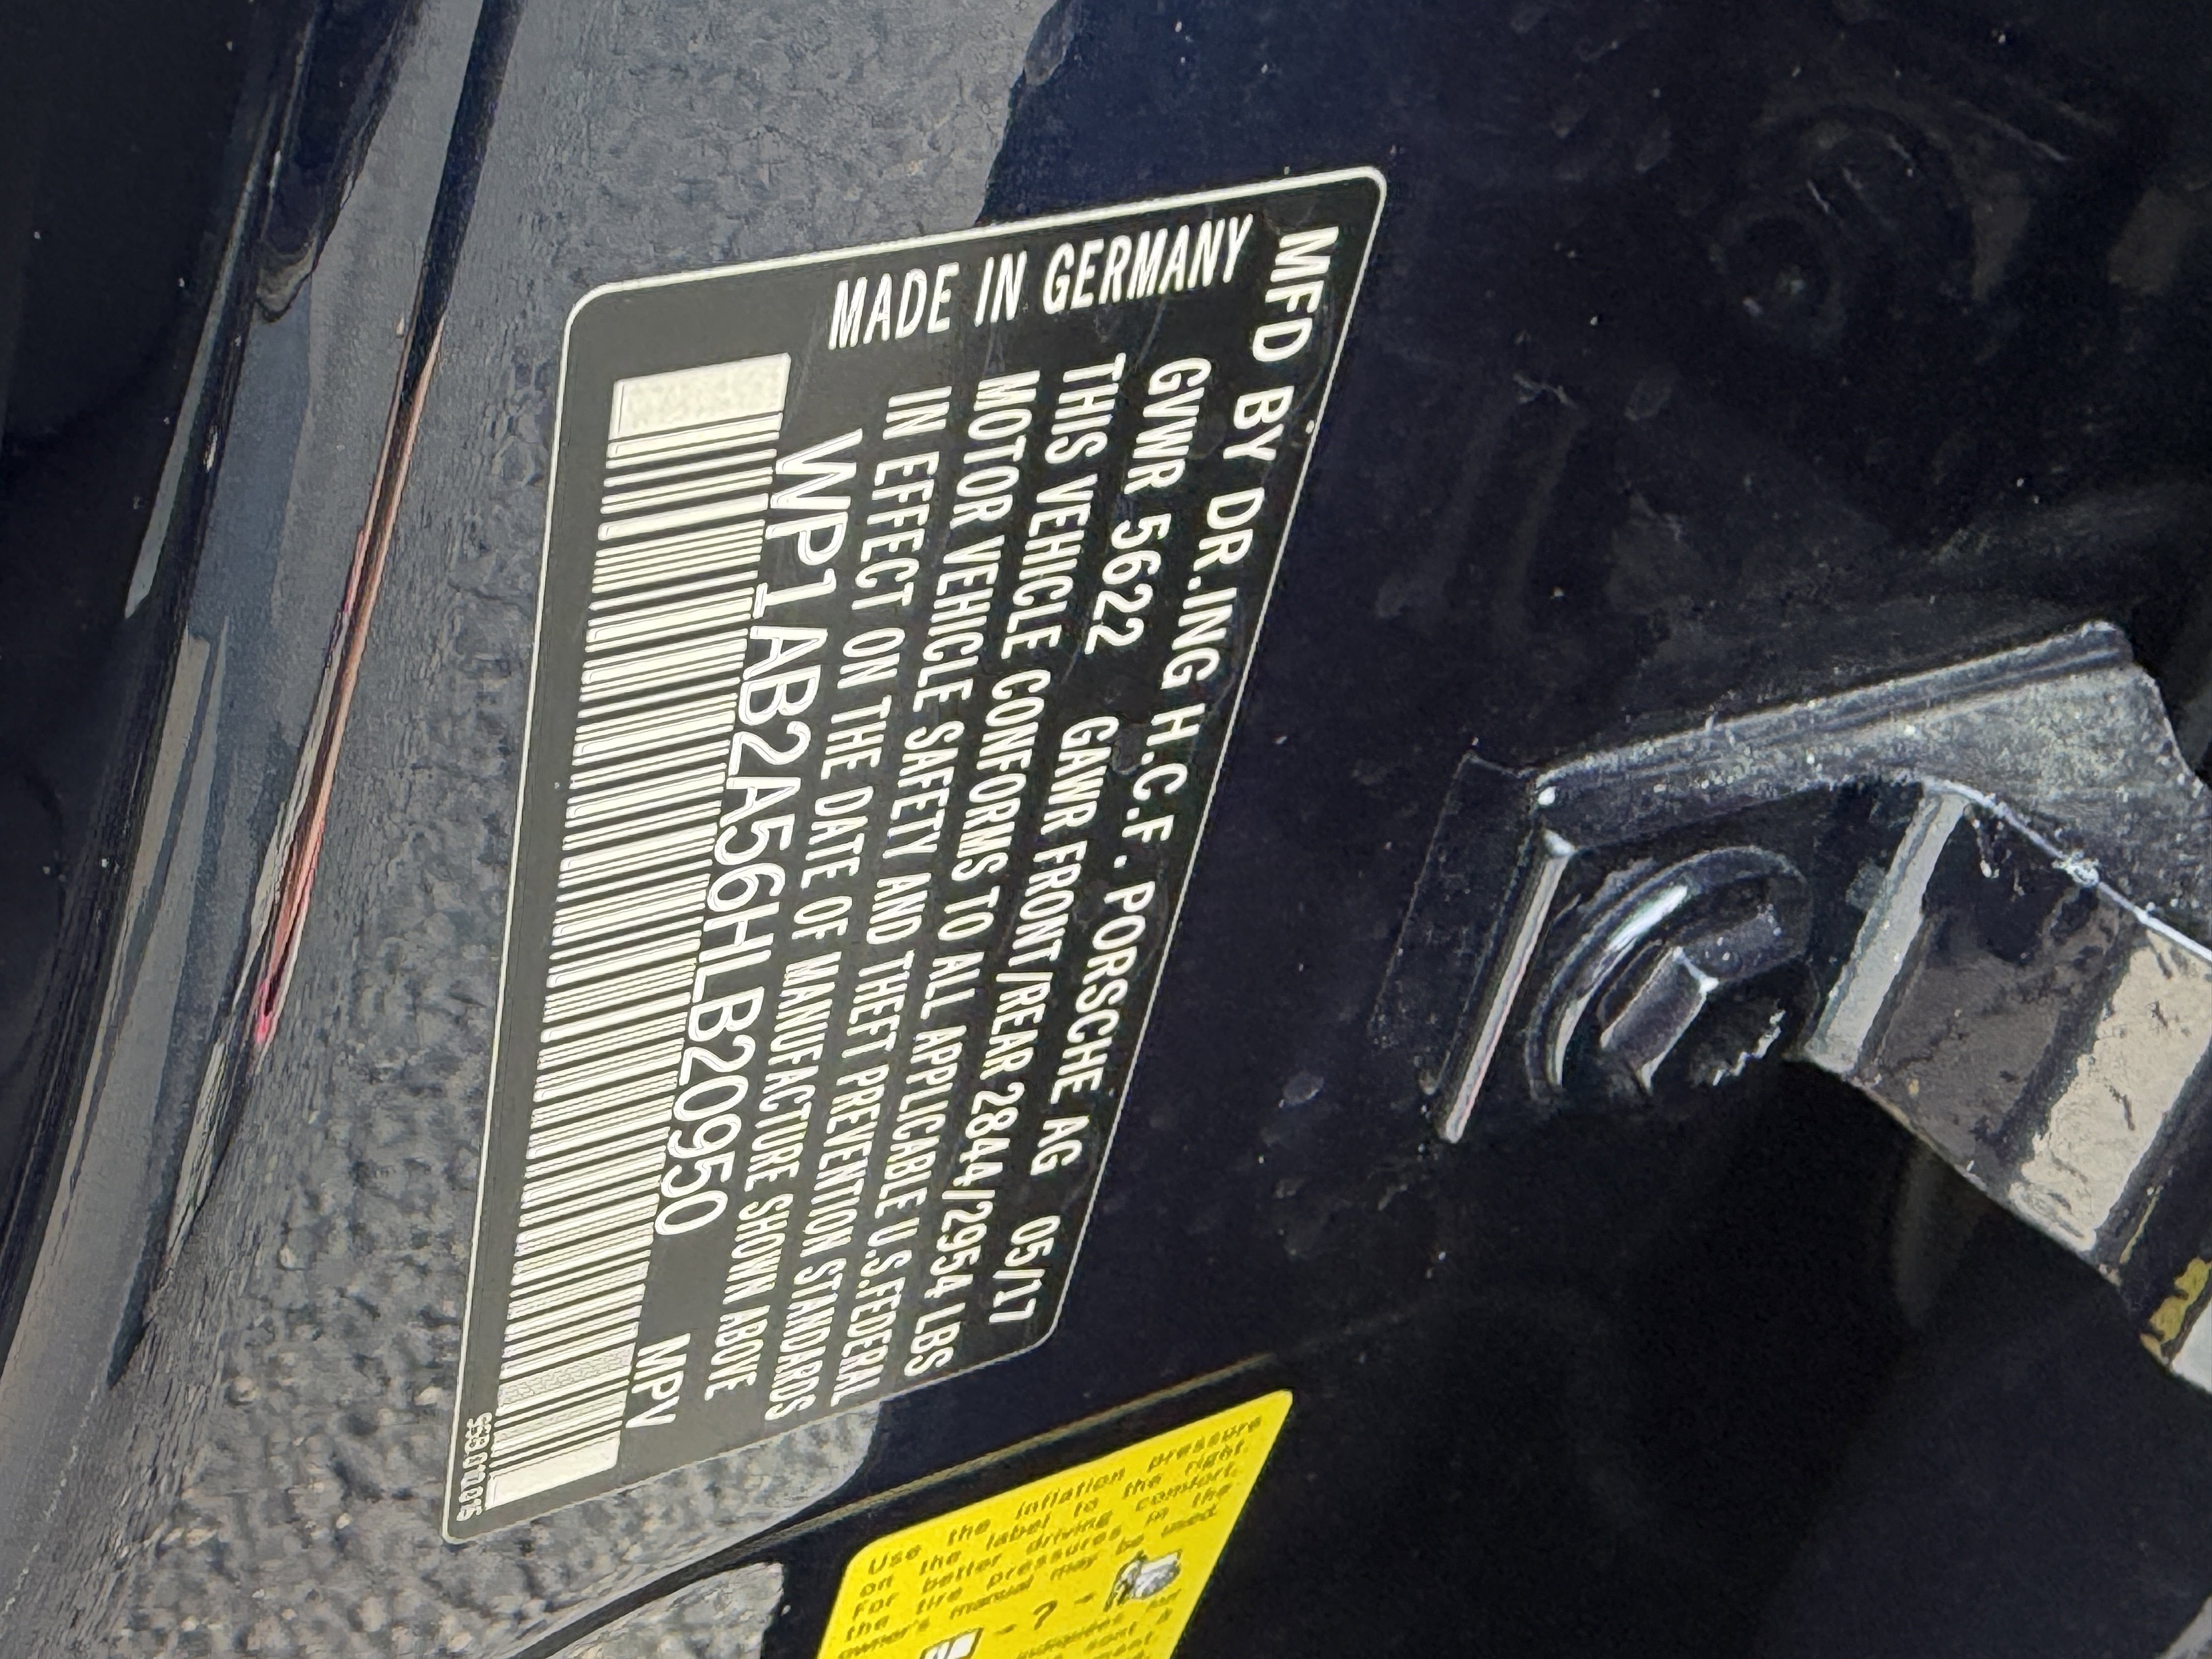 MFD BY DR.ING H.C.F. PORSCHE AG 05/17
GVWR 5622 GAWR FRONT/REAR 2844/2954 LBS
THIS VEHICLE CONFORMS TO ALL APPLICABLE U.S.FEDERAL
MOTOR VEHICLE SAFETY AND THEFT PREVENTION STANDARDS
IN EFFECT ON THE DATE OF MANUFACTURE SHOWN ABOVE
WP1AB2A56HLB20950 MPV
MADE IN GERMANY
Use the inflation pressure
on the label to the right.
For better driving comfort,
the tire pressures in the
owner's manual may be used.
?